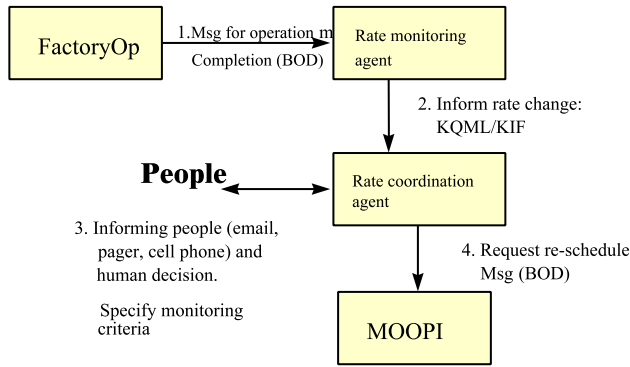 FactoryOp
1.Msg for operation m
Completion (BOD)
Rate monitoring
agent
2. Inform rate change:
KQML/KIF
People
Rate coordination
agent
3. Informing people (email,
pager, cell phone) and
human decision.
Specify monitoring
criteria
4. Request re-schedule
Msg (BOD)
MOOPI